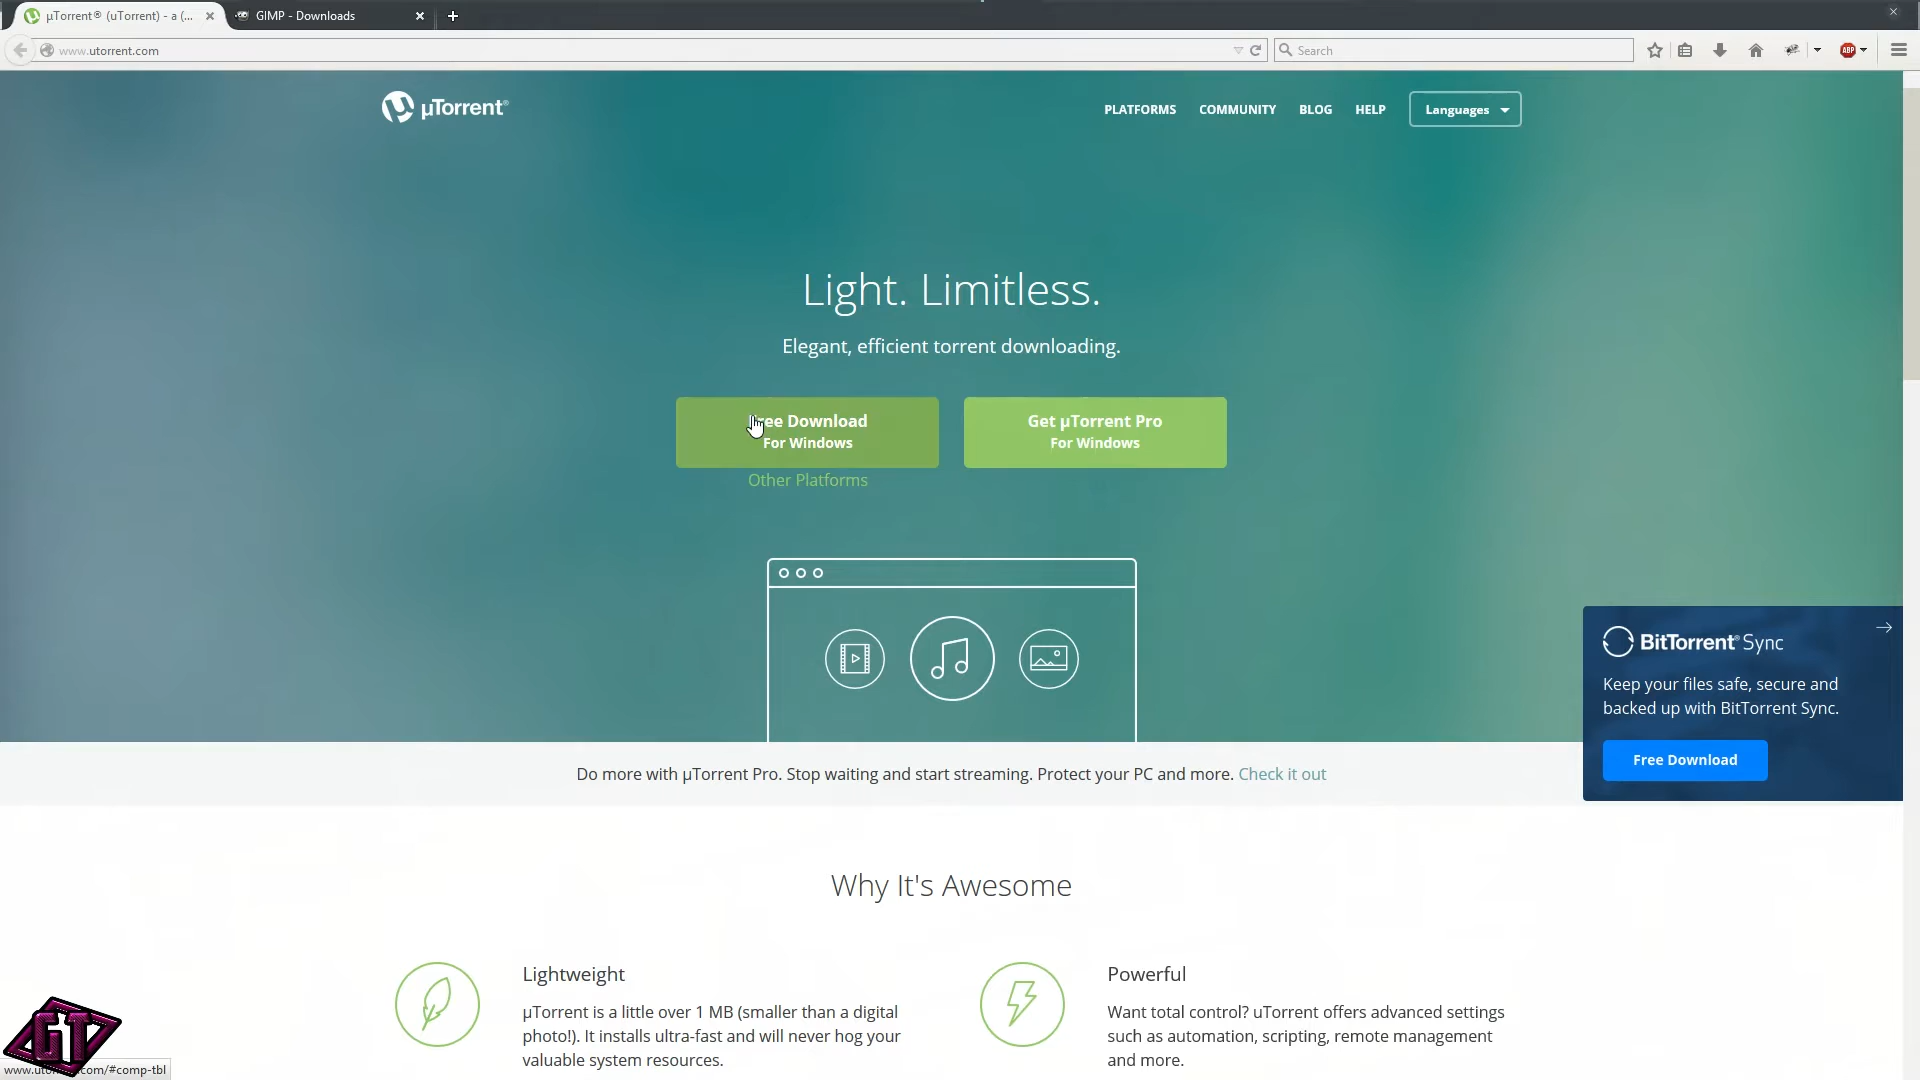 µTorrent® (uTorrent) - a (...
GIMP - Downloads
www.utorrent.com
Search
ABP
µTorrent®
PLATFORMS
COMMUNITY
BLOG
HELP
Languages
Light. Limitless.
Elegant, efficient torrent downloading.
Free Download
For Windows
Get µTorrent Pro
For Windows
Other Platforms
BitTorrent® Sync
Keep your files safe, secure and
backed up with BitTorrent Sync.
Free Download
Do more with µTorrent Pro. Stop waiting and start streaming. Protect your PC and more. Check it out
Why It's Awesome
Lightweight
µTorrent is a little over 1 MB (smaller than a digital
photo!). It installs ultra-fast and will never hog your
valuable system resources.
Powerful
Want total control? uTorrent offers advanced settings
such as automation, scripting, remote management
and more.
GT
www.utorrent.com/#comp-tbl